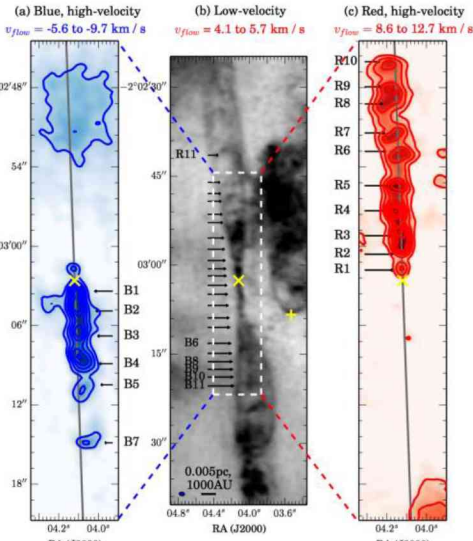 (a) Blue, high-velocity
v_flow = -5.6 to -9.7 km / s
(b) Low-velocity
v_flow = 4.1 to 5.7 km / s
(c) Red, high-velocity
v_flow = 8.6 to 12.7 km / s
02'48"
54"
03'00"
06"
12"
18"
B1
B2
B3
B4
B5
B7
04.2s
04.0s
-2°02'30"
45"
03'00"
15"
30"
R11
B6
B8
B9
B10
B11
0.005pc,
1000AU
04.8s
04.4s
04.0s
03.6s
RA (J2000)
R10
R9
R8
R7
R6
R5
R4
R3
R2
R1
04.2s
04.0s